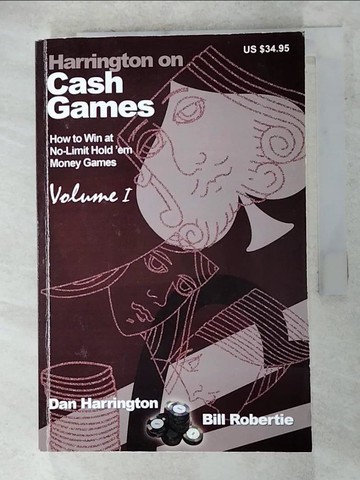 US $34.95
Harrington on
Cash
Games
How to Win at
No-Limit Hold 'em
Money Games
Volume I
Dan Harrington
Bill Robertie